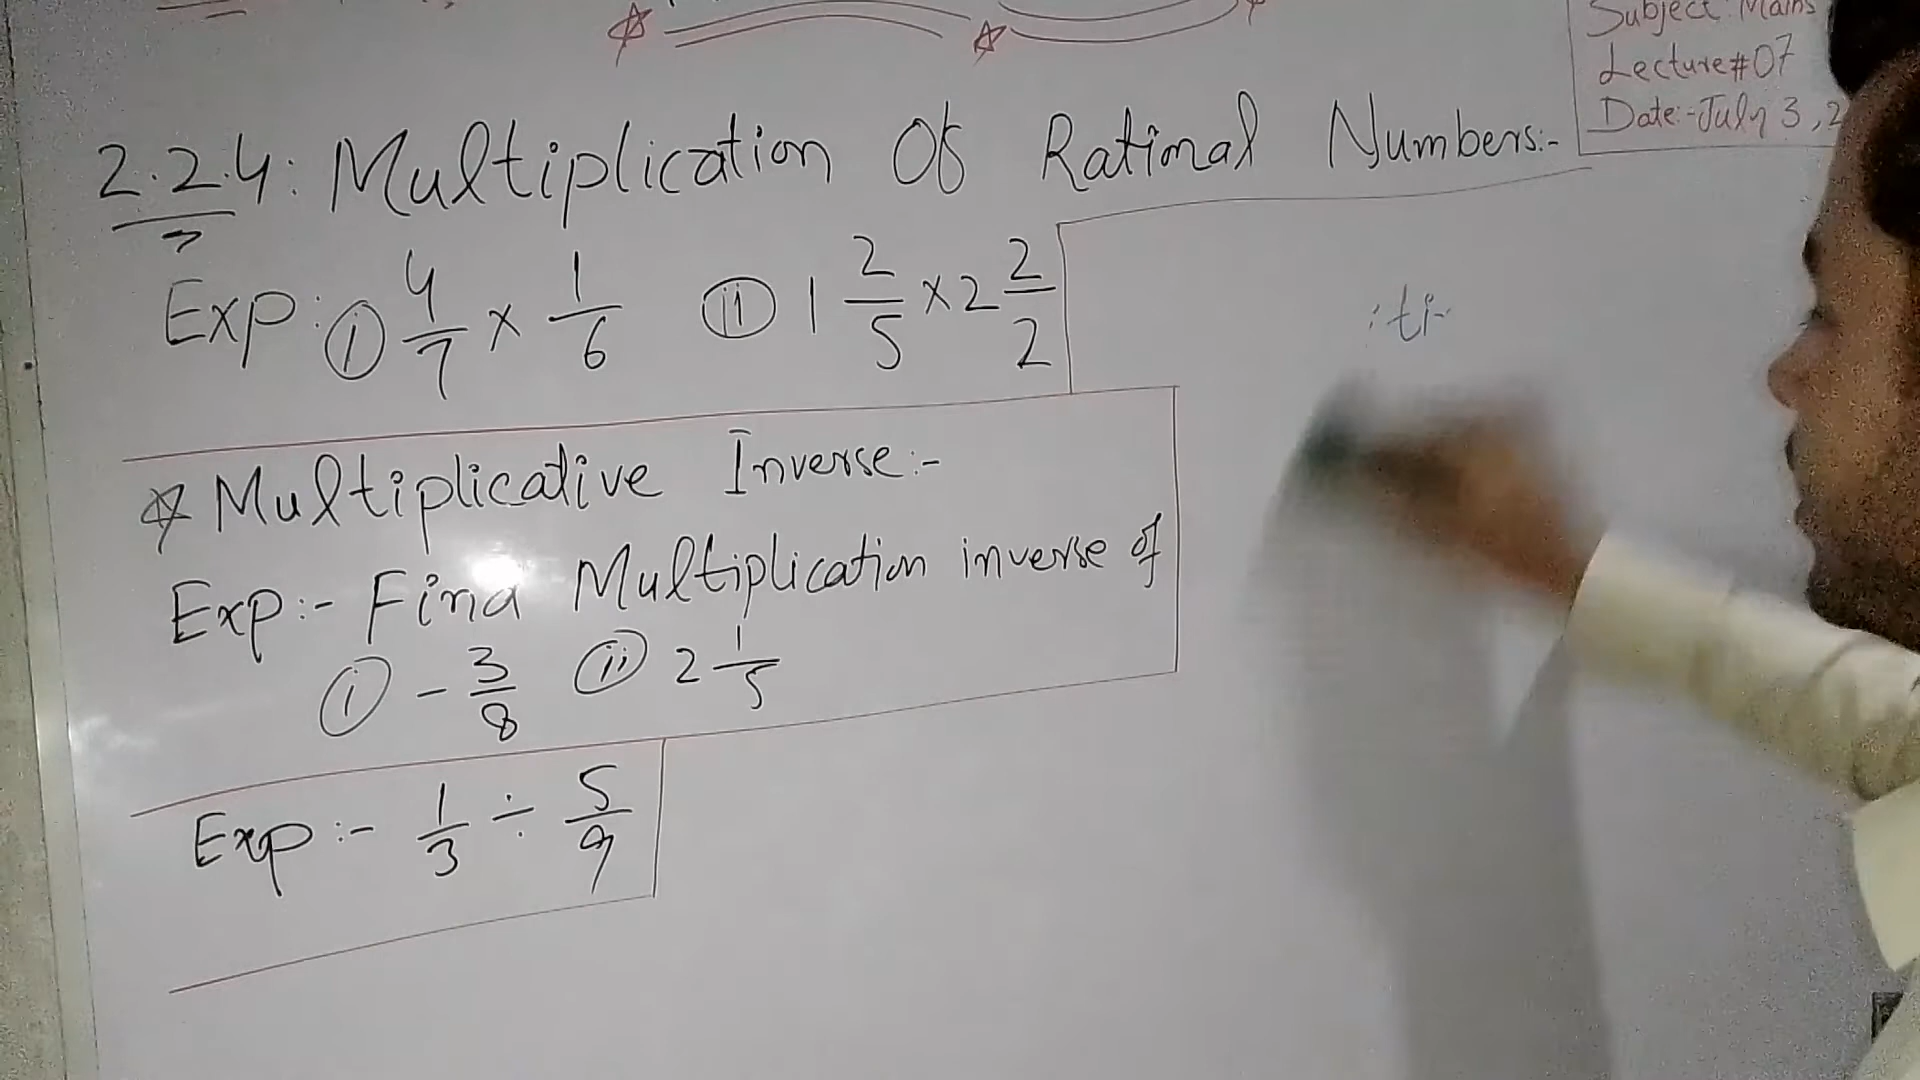 Subject: Maths
Lecture#07
Date:-July 3, 2
2.2.4: Multiplication Of Rational Numbers:-
Exp: (i) 4/7 × 1/6 (ii) 1 2/5 × 2 2/2
☆ Multiplicative Inverse:-
Exp:- Find Multiplication inverse of
(i) - 3/8 (ii) 2 1/5
Exp:- 1/3 ÷ 5/9